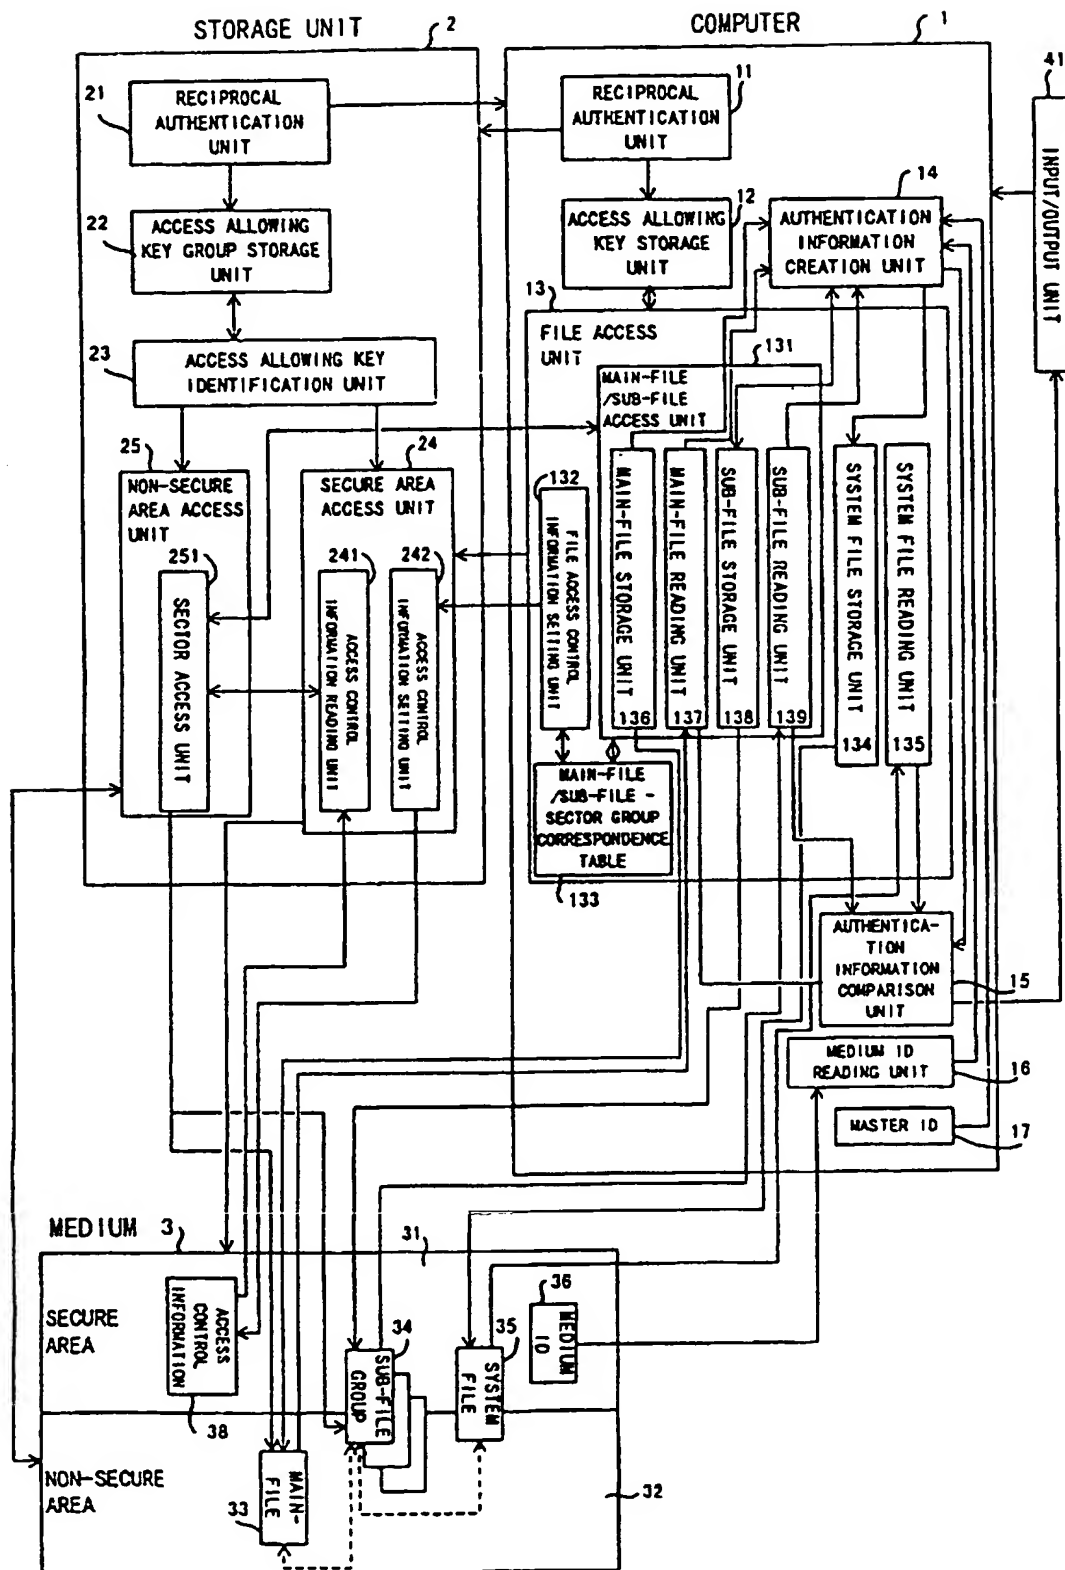 STORAGE UNIT
2
COMPUTER
1
41
INPUT/OUTPUT UNIT
21
RECIPROCAL
AUTHENTICATION
UNIT
11
RECIPROCAL
AUTHENTICATION
UNIT
22
ACCESS ALLOWING
KEY GROUP STORAGE
UNIT
12
ACCESS ALLOWING
KEY STORAGE
UNIT
14
AUTHENTICATION
INFORMATION
CREATION UNIT
23
ACCESS ALLOWING KEY
IDENTIFICATION UNIT
13
FILE ACCESS
UNIT
131
MAIN-FILE
/SUB-FILE
ACCESS UNIT
25
NON-SECURE
AREA ACCESS
UNIT
251
SECTOR ACCESS UNIT
24
SECURE AREA
ACCESS UNIT
241
ACCESS CONTROL
INFORMATION READING UNIT
242
ACCESS CONTROL
INFORMATION SETTING UNIT
132
FILE ACCESS CONTROL
INFORMATION SETTING UNIT
MAIN-FILE STORAGE UNIT
136
MAIN-FILE READING UNIT
137
SUB-FILE STORAGE UNIT
138
SUB-FILE READING UNIT
139
SYSTEM FILE STORAGE UNIT
134
SYSTEM FILE READING UNIT
135
MAIN-FILE
/SUB-FILE -
SECTOR GROUP
CORRESPONDENCE
TABLE
133
AUTHENTICA-
TION
INFORMATION
COMPARISON
UNIT
15
MEDIUM ID
READING UNIT
16
MASTER ID
17
MEDIUM 3
31
SECURE
AREA
ACCESS
CONTROL
INFORMATION
38
34
SUB-FILE
GROUP
35
SYSTEM
FILE
36
MEDIUM
ID
NON-SECURE
AREA
33
MAIN-
FILE
32